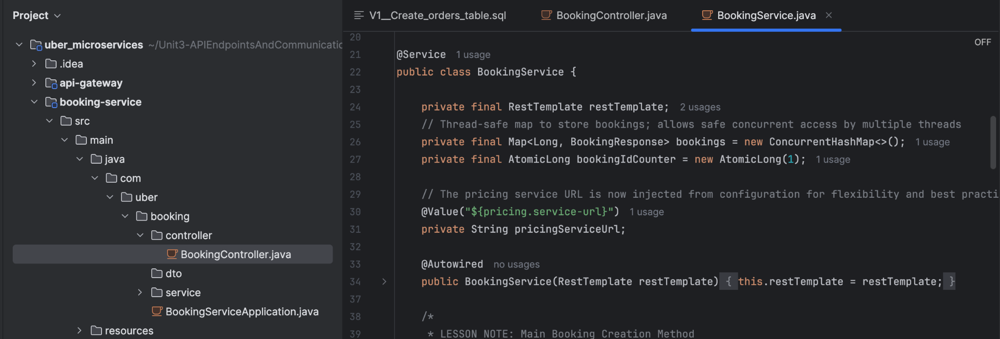 Project
uber_microservices ~/Unit3-APIEndpointsAndCommunicatio
.idea
api-gateway
booking-service
src
main
java
com
uber
booking
controller
BookingController.java
dto
service
BookingServiceApplication.java
resources
V1__Create_orders_table.sql BookingController.java BookingService.java
OFF
20
21 @Service 1 usage
22 public class BookingService {
23
24 private final RestTemplate restTemplate; 2 usages
25 // Thread-safe map to store bookings; allows safe concurrent access by multiple threads
26 private final Map<Long, BookingResponse> bookings = new ConcurrentHashMap<>(); 1 usage
27 private final AtomicLong bookingIdCounter = new AtomicLong(1); 1 usage
28
29 // The pricing service URL is now injected from configuration for flexibility and best practi
30 @Value("${pricing.service-url}") 1 usage
31 private String pricingServiceUrl;
32
33 @Autowired no usages
34 public BookingService(RestTemplate restTemplate) { this.restTemplate = restTemplate; }
37
38 /*
39 * LESSON NOTE: Main Booking Creation Method